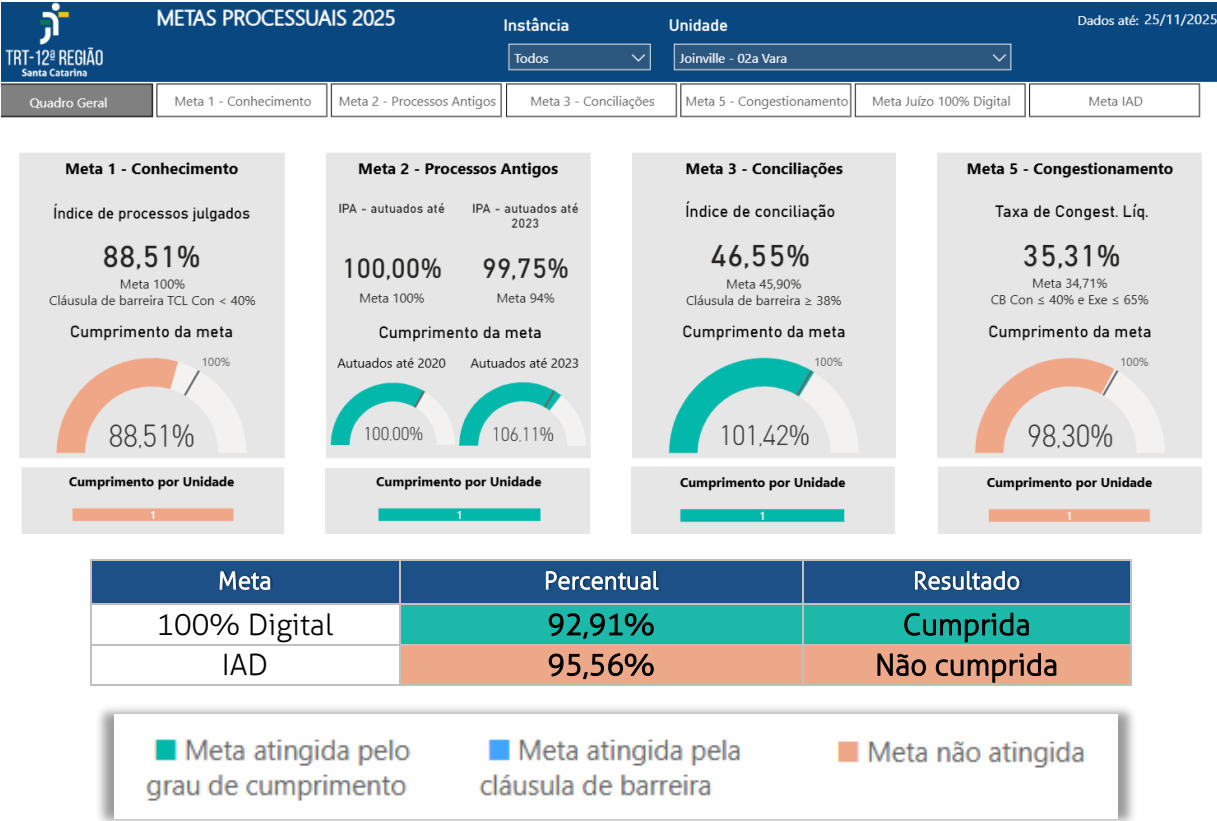 METAS PROCESSUAIS 2025
Instância
Unidade
Dados até: 25/11/2025
TRT-12ª REGIÃO
Santa Catarina
Todos
Joinville - 02a Vara
Quadro Geral
Meta 1 - Conhecimento
Meta 2 - Processos Antigos
Meta 3 - Conciliações
Meta 5 - Congestionamento
Meta Juízo 100% Digital
Meta IAD
Meta 1 - Conhecimento
Índice de processos julgados
88,51%
Meta 100%
Cláusula de barreira TCL Con < 40%
Cumprimento da meta
100%
88,51%
Cumprimento por Unidade
1
Meta 2 - Processos Antigos
IPA - autuados até
IPA - autuados até
2023
100,00%
99,75%
Meta 100%
Meta 94%
Cumprimento da meta
Autuados até 2020
Autuados até 2023
100,00%
106,11%
Cumprimento por Unidade
1
Meta 3 - Conciliações
Índice de conciliação
46,55%
Meta 45,90%
Cláusula de barreira ≥ 38%
Cumprimento da meta
100%
101,42%
Cumprimento por Unidade
1
Meta 5 - Congestionamento
Taxa de Congest. Líq.
35,31%
Meta 34,71%
CB Con ≤ 40% e Exe ≤ 65%
Cumprimento da meta
100%
98,30%
Cumprimento por Unidade
1
Meta Percentual Resultado
100% Digital 92,91% Cumprida
IAD 95,56% Não cumprida
Meta atingida pelo
grau de cumprimento
Meta atingida pela
cláusula de barreira
Meta não atingida